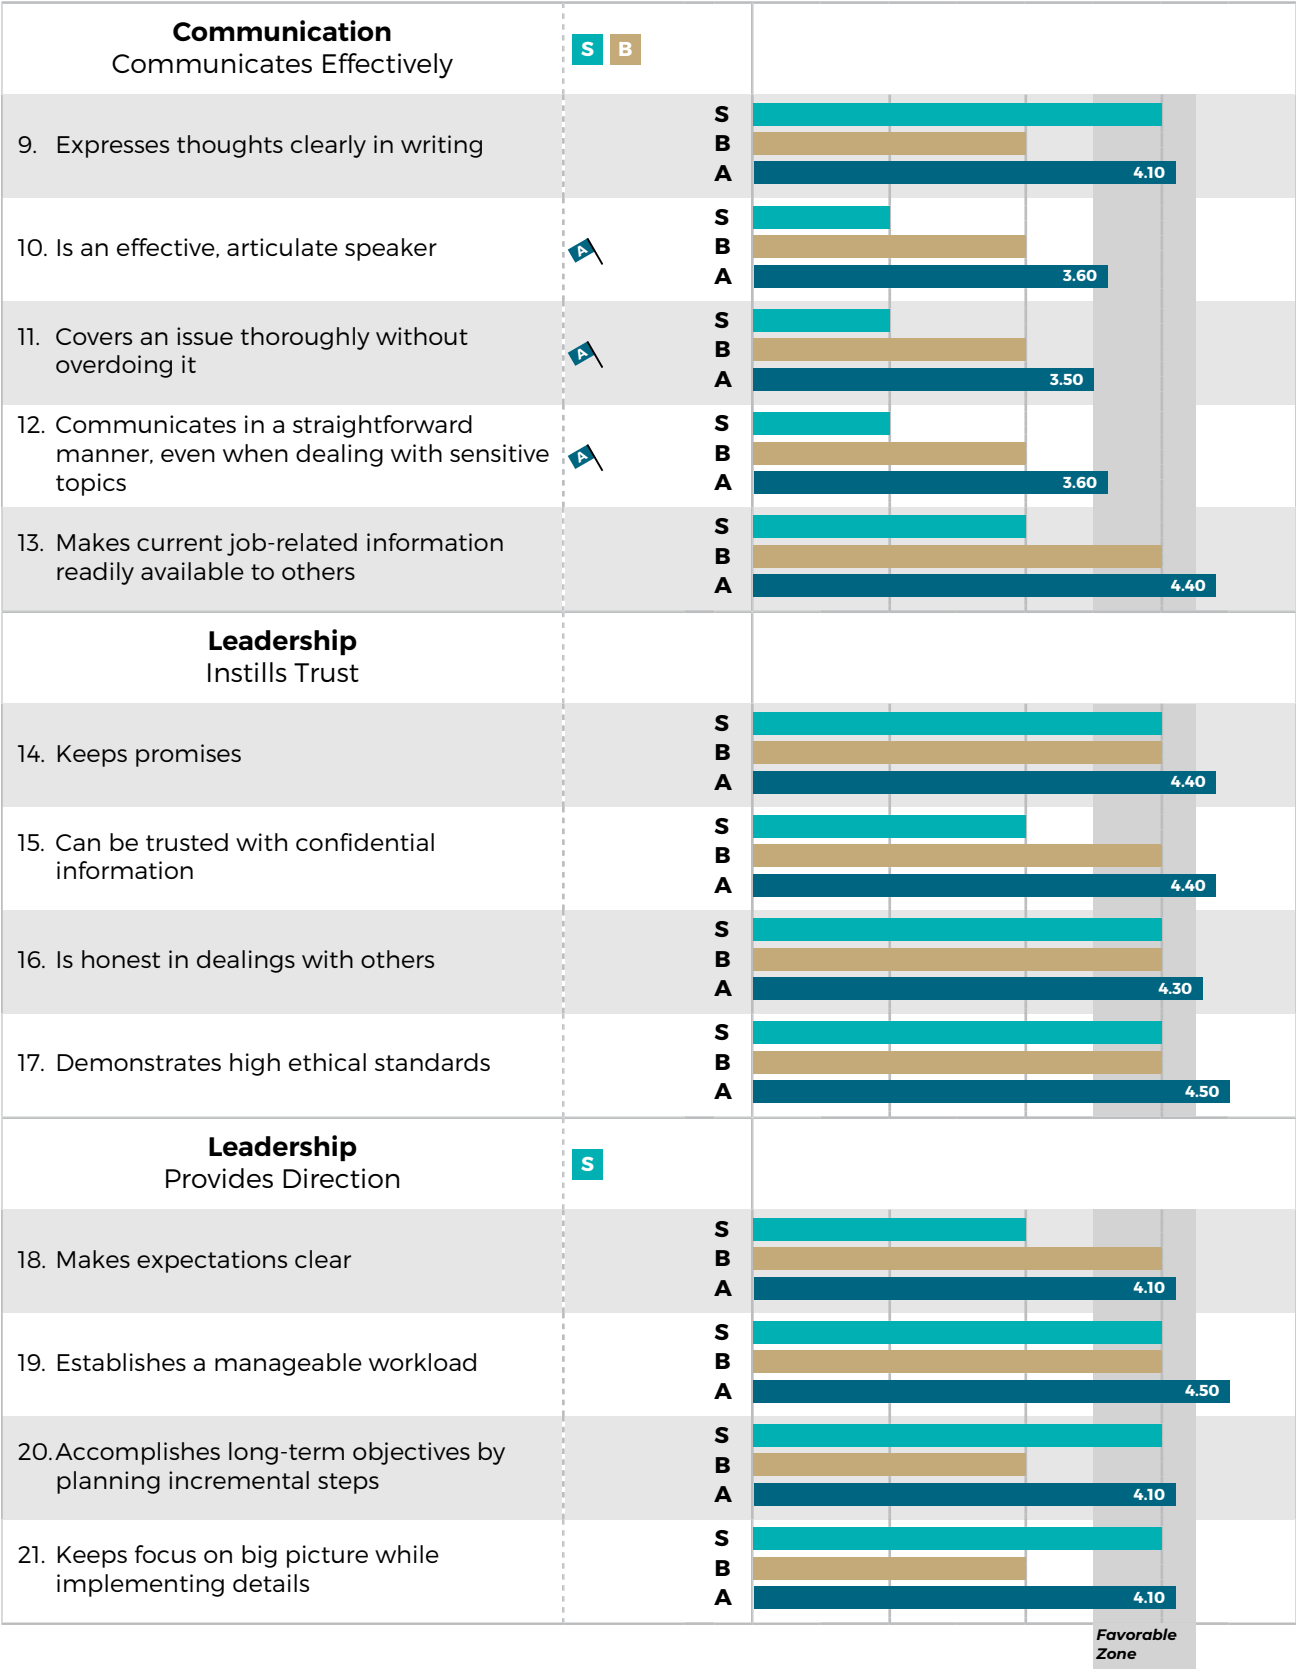 Communication
Communicates Effectively
S B
9. Expresses thoughts clearly in writing
S
B
A 4.10
10. Is an effective, articulate speaker
A
S
B
A 3.60
11. Covers an issue thoroughly without
overdoing it
A
S
B
A 3.50
12. Communicates in a straightforward
manner, even when dealing with sensitive
topics
A
S
B
A 3.60
13. Makes current job-related information
readily available to others
S
B
A 4.40
Leadership
Instills Trust
14. Keeps promises
S
B
A 4.40
15. Can be trusted with confidential
information
S
B
A 4.40
16. Is honest in dealings with others
S
B
A 4.30
17. Demonstrates high ethical standards
S
B
A 4.50
Leadership
Provides Direction
S
18. Makes expectations clear
S
B
A 4.10
19. Establishes a manageable workload
S
B
A 4.50
20. Accomplishes long-term objectives by
planning incremental steps
S
B
A 4.10
21. Keeps focus on big picture while
implementing details
S
B
A 4.10
Favorable
Zone